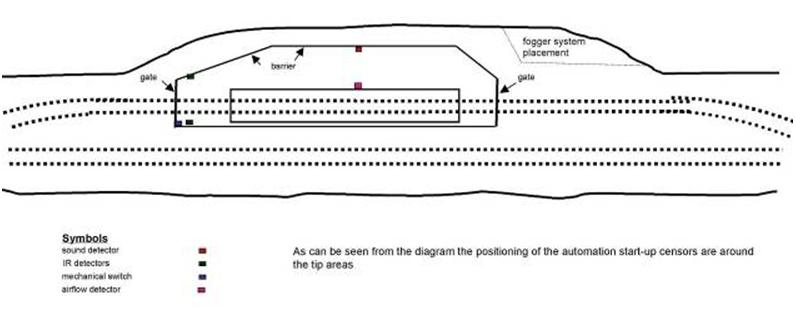 fogger system
placement
gate
barrier
gate
Symbols
sound detector
IR detectors
mechanical switch
airflow detector
As can be seen from the diagram the positioning of the automation start-up censors are around
the tip areas